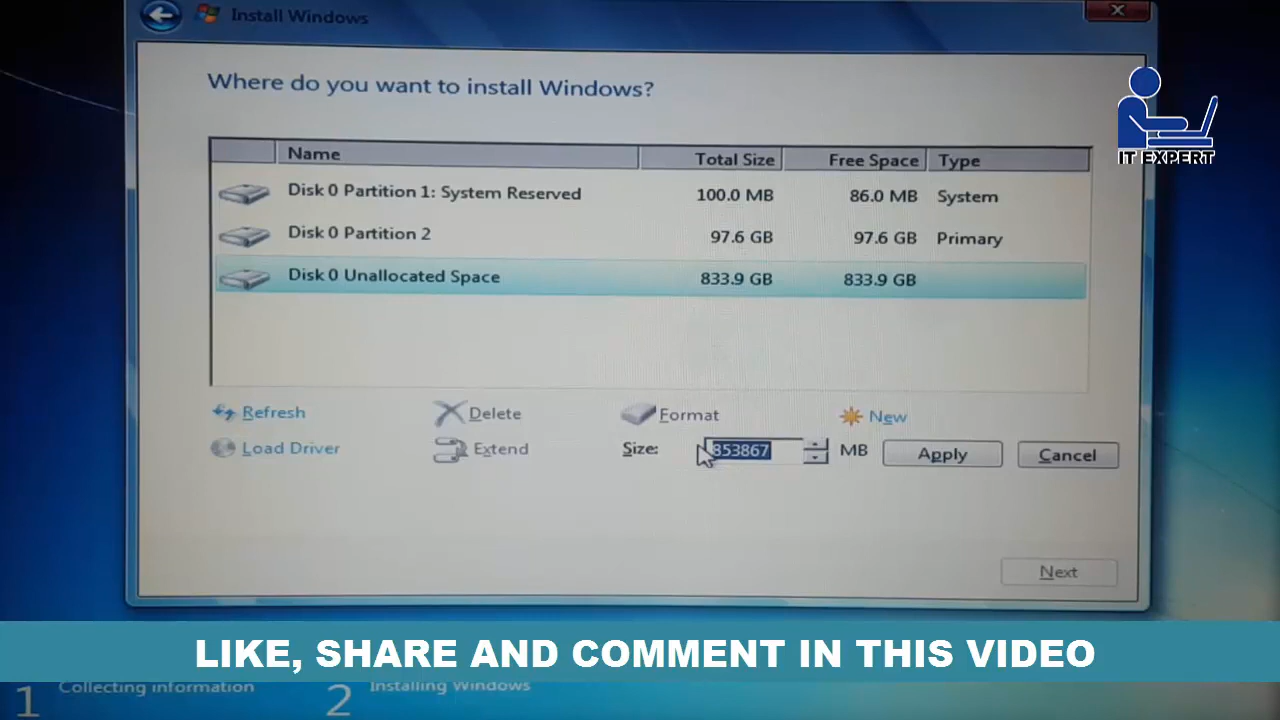 Install Windows
Where do you want to install Windows?
Name Total Size Free Space Type
Disk 0 Partition 1: System Reserved 100.0 MB 86.0 MB System
Disk 0 Partition 2 97.6 GB 97.6 GB Primary
Disk 0 Unallocated Space 833.9 GB 833.9 GB
Refresh Delete Format New
Load Driver Extend Size: 853867 MB Apply Cancel
Next
IT EXPERT
LIKE, SHARE AND COMMENT IN THIS VIDEO
1 Collecting information 2 Installing Windows